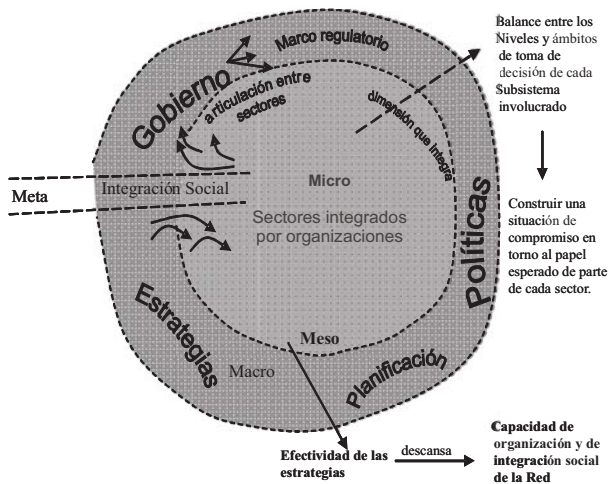 Balance entre los
Niveles y ámbitos
de toma de
decisión de cada
Subsistema
involucrado
Marco regulatorio
Gobierno
articulación entre
sectores
dimensión que integra
Meta
Integración Social
Micro
Sectores integrados
por organizaciones
Políticas
Construir una
situación de
compromiso en
torno al papel
esperado de parte
de cada sector.
Estrategias
Meso
Macro
Planificación
Efectividad de las
estrategias
descansa
Capacidad de
organización y de
integración social
de la Red